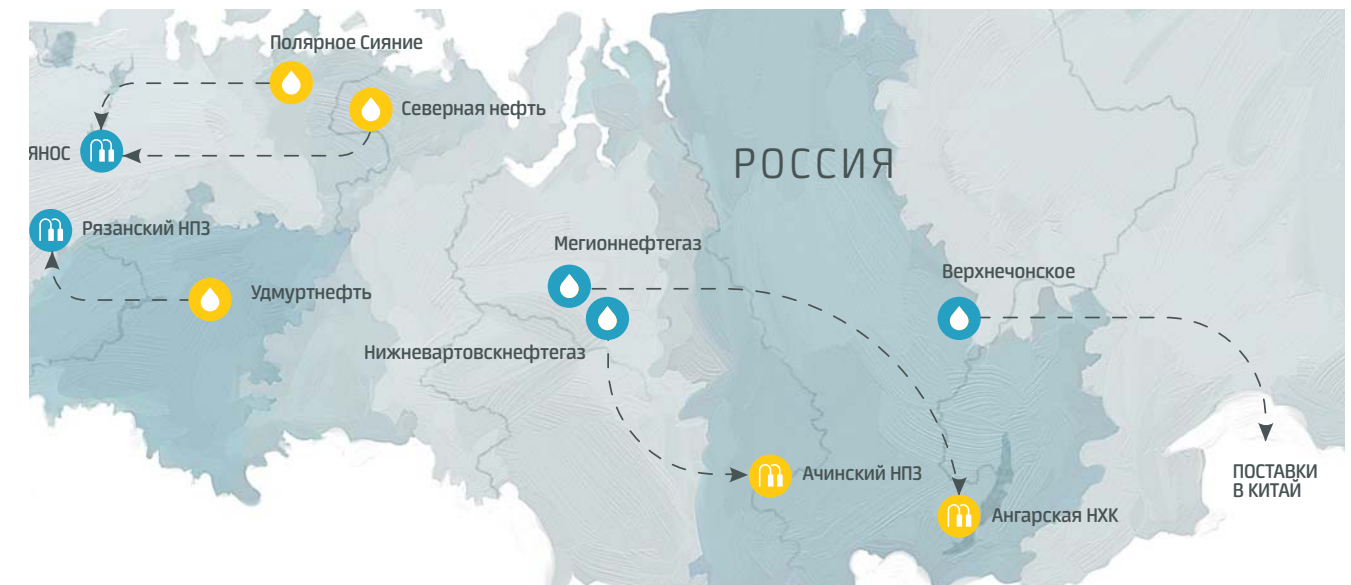 Полярное Сияние
Северная нефть
ЯНОС
РОССИЯ
Рязанский НПЗ
Мегионнефтегаз
Верхнечонское
Удмуртнефть
Нижневартовскнефтегаз
Ачинский НПЗ
ПОСТАВКИ
В КИТАЙ
Ангарская НХК